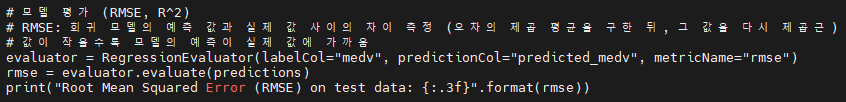 # 모델 평가 (RMSE, R^2)
# RMSE: 회귀 모델의 예측 값과 실제 값 사이의 차이 측정 (오차의 제곱 평균을 구한 뒤, 그 값을 다시 제곱근)
# 값이 작을수록 모델의 예측이 실제 값에 가까움
evaluator = RegressionEvaluator(labelCol="medv", predictionCol="predicted_medv", metricName="rmse")
rmse = evaluator.evaluate(predictions)
print("Root Mean Squared Error (RMSE) on test data: {:.3f}".format(rmse))